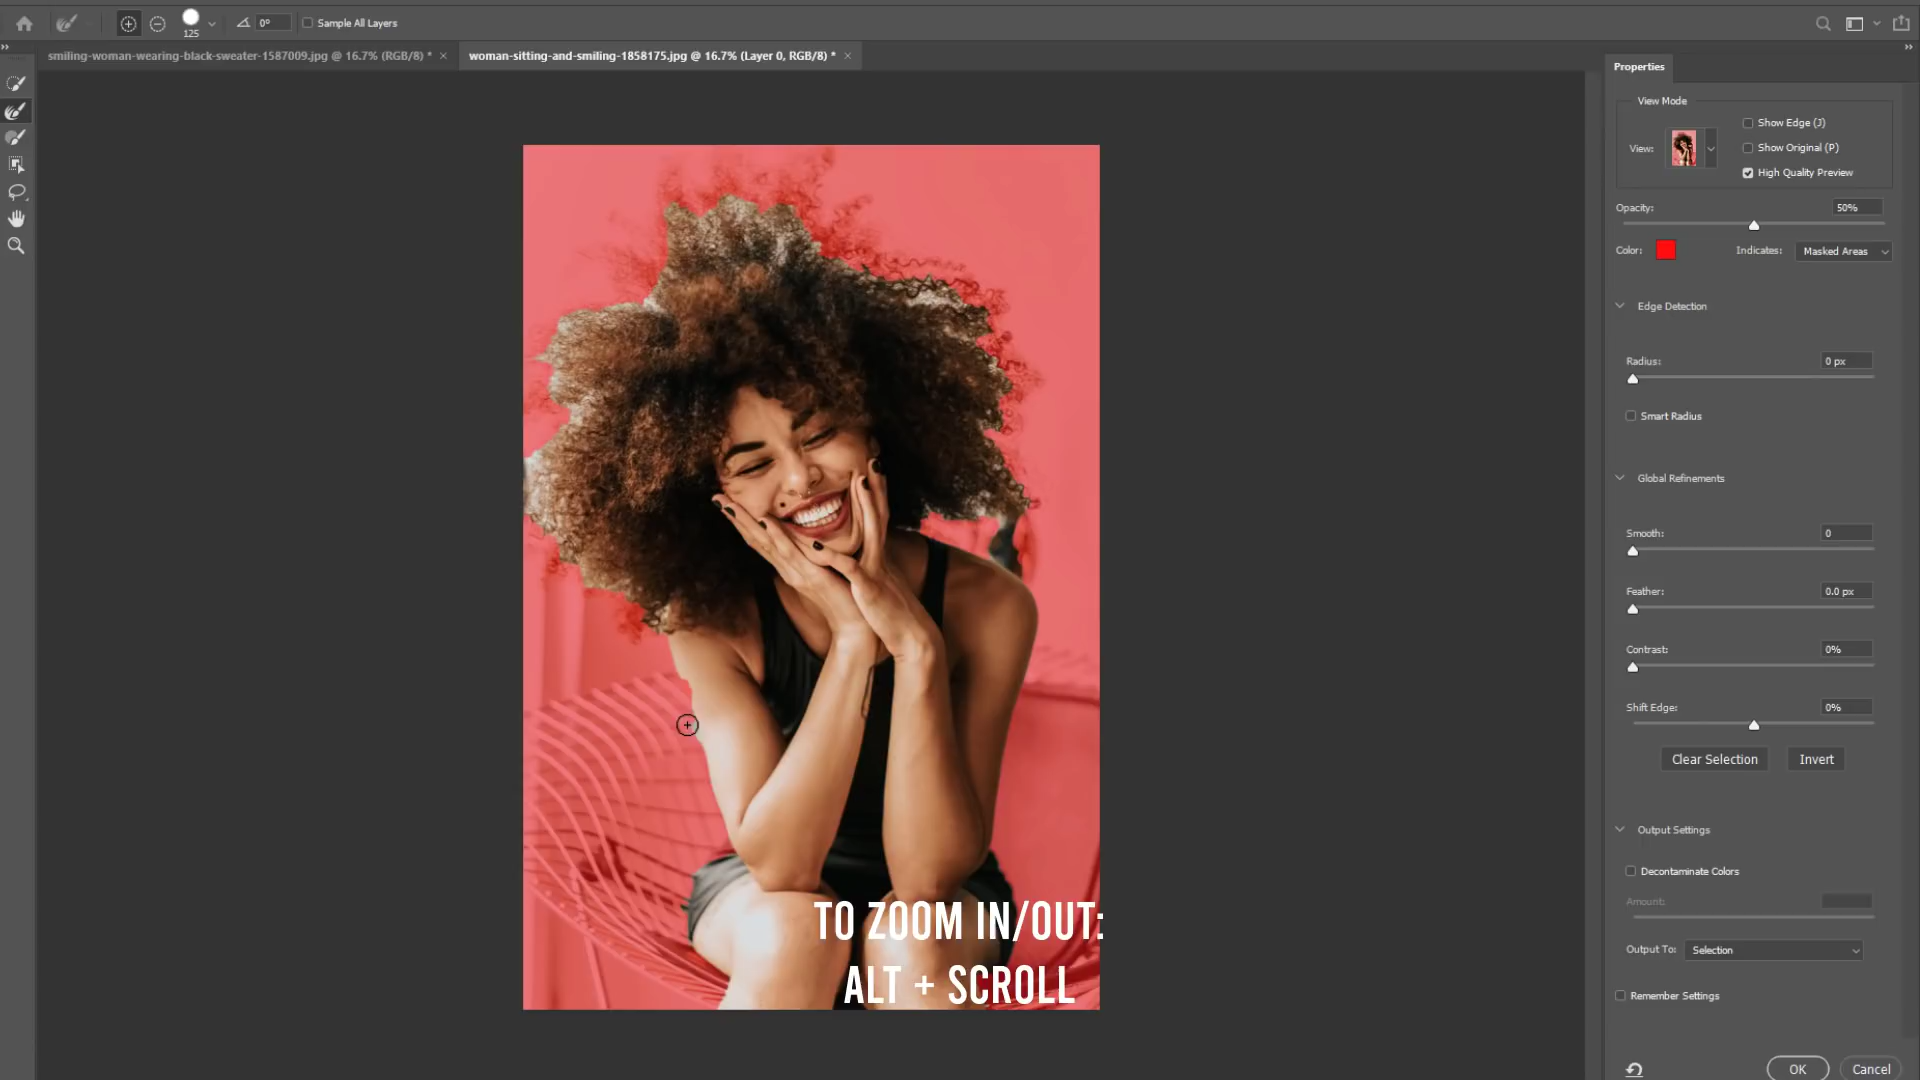 125
0°
Sample All Layers
smiling-woman-wearing-black-sweater-1587009.jpg @ 16.7% (RGB/8) *
woman-sitting-and-smiling-1858175.jpg @ 16.7% (Layer 0, RGB/8) *
Properties
View Mode
View:
Show Edge (J)
Show Original (P)
High Quality Preview
Opacity:
50%
Color:
Indicates:
Masked Areas
Edge Detection
Radius:
0 px
Smart Radius
Global Refinements
Smooth:
0
Feather:
0.0 px
Contrast:
0%
Shift Edge:
0%
Clear Selection
Invert
Output Settings
Decontaminate Colors
Amount:
Output To:
Selection
Remember Settings
OK
Cancel
TO ZOOM IN/OUT:
ALT + SCROLL